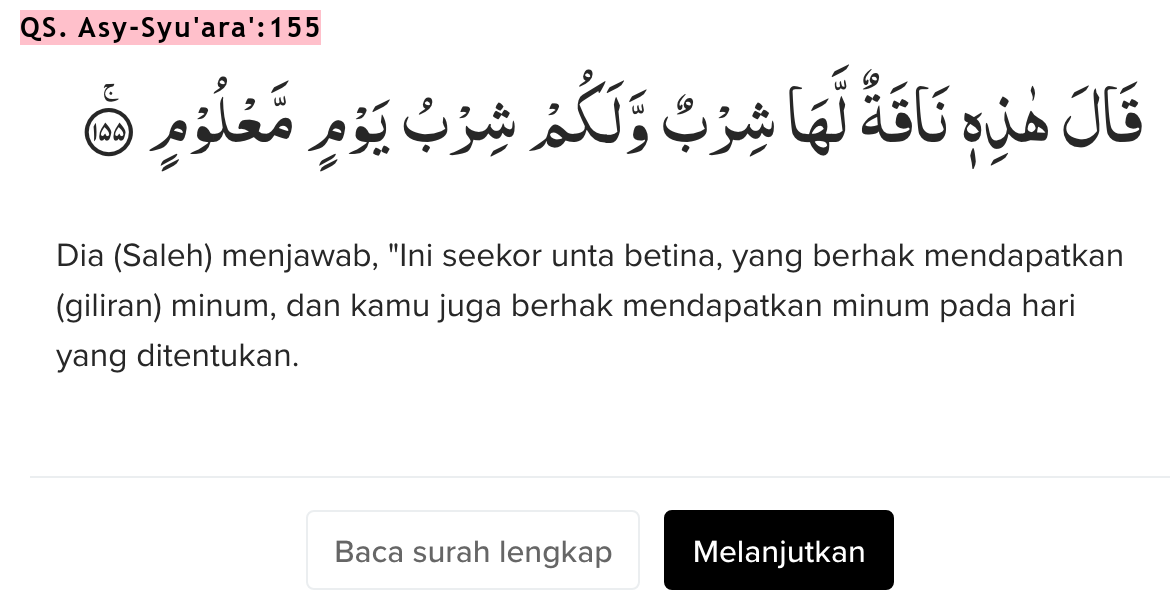 QS. Asy-Syu'ara':155
قَالَ هٰذِهٖ نَاقَةٌ لَّهَا شِرْبٌ وَّلَكُمْ شِرْبُ يَوْمٍ مَّعْلُوْمٍ ۚ ﴿١٥٥﴾
Dia (Saleh) menjawab, "Ini seekor unta betina, yang berhak mendapatkan
(giliran) minum, dan kamu juga berhak mendapatkan minum pada hari
yang ditentukan.
Baca surah lengkap
Melanjutkan